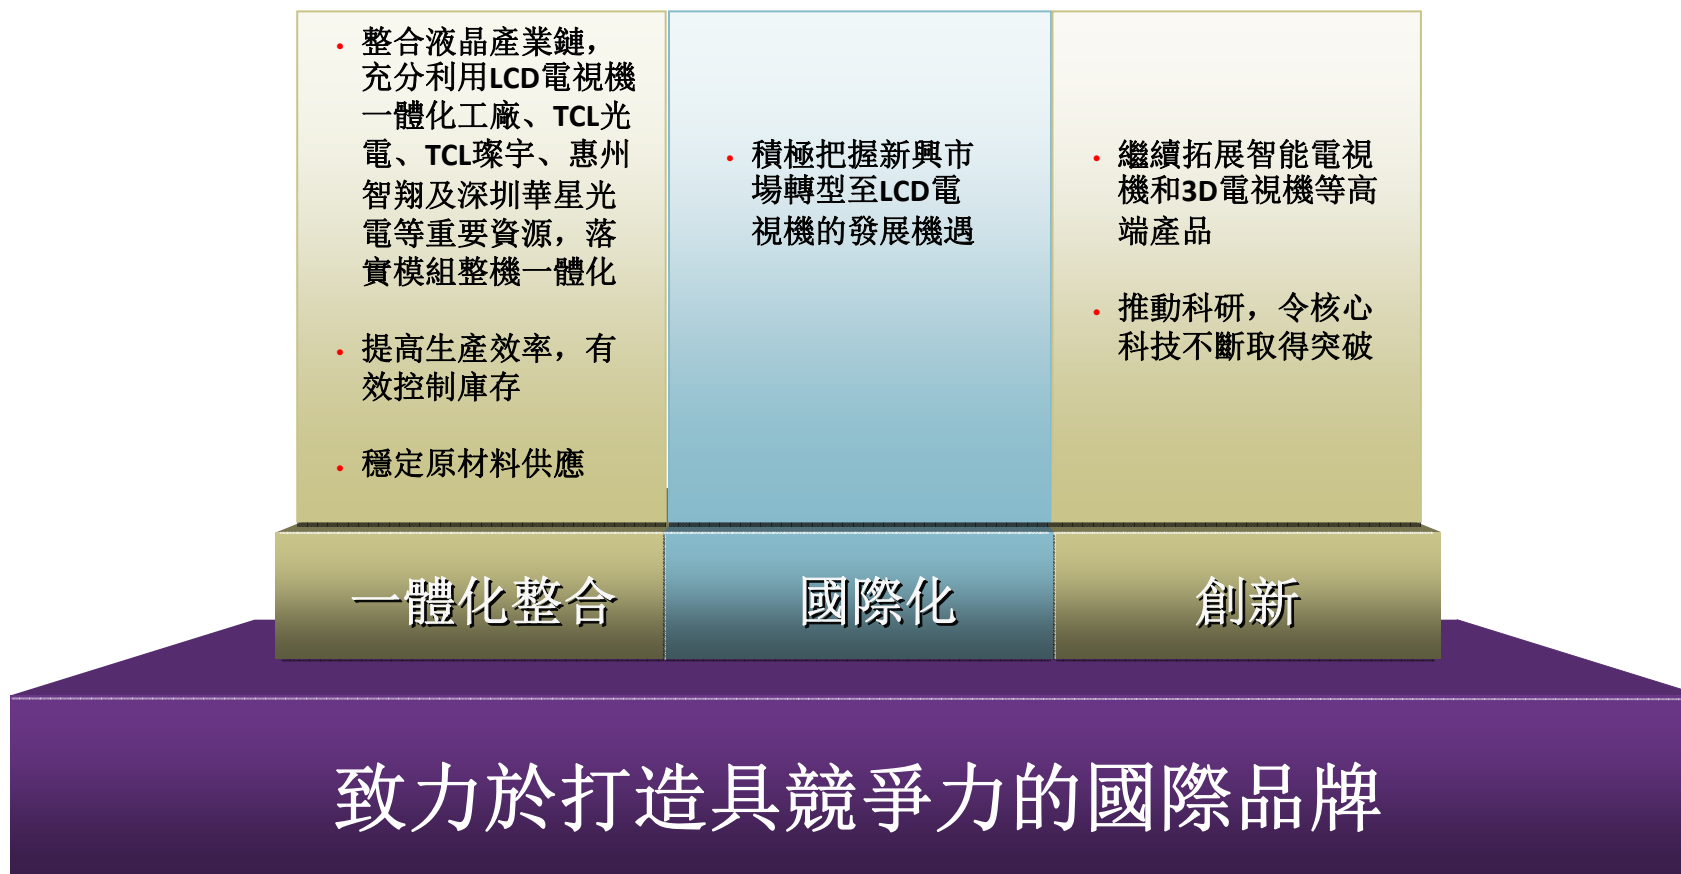 整合液晶產業鏈，
充分利用LCD電視機
一體化工廠、TCL光
電、TCL璨宇、惠州
智翔及深圳華星光
電等重要資源，落
實模組整機一體化
提高生產效率，有
效控制庫存
穩定原材料供應
積極把握新興市
場轉型至LCD電
視機的發展機遇
繼續拓展智能電視
機和3D電視機等高
端產品
推動科研，令核心
科技不斷取得突破
一體化整合
國際化
創新
致力於打造具競爭力的國際品牌